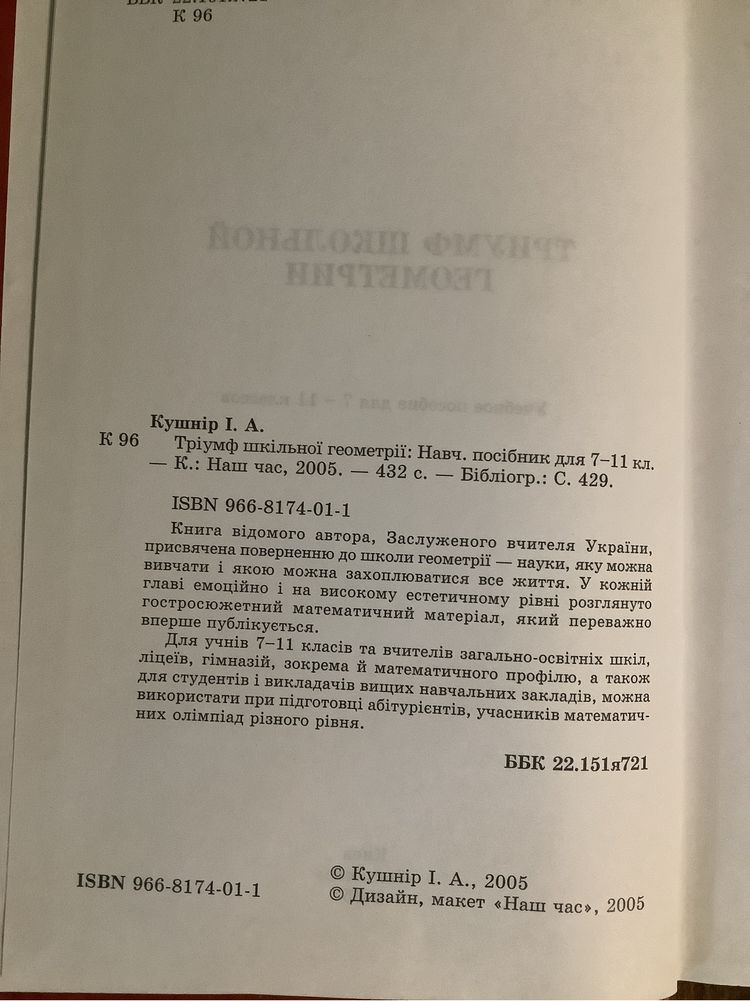 К 96
Кушнір І. А.
К 96 Тріумф шкільної геометрії: Навч. посібник для 7–11 кл.
— К.: Наш час, 2005. — 432 с. — Бібліогр.: С. 429.
ISBN 966-8174-01-1
Книга відомого автора, Заслуженого вчителя України,
присвячена поверненню до школи геометрії — науки, яку можна
вивчати і якою можна захоплюватися все життя. У кожній
главі емоційно і на високому естетичному рівні розглянуто
гостросюжетний математичний матеріал, який переважно
вперше публікується.
Для учнів 7–11 класів та вчителів загально-освітніх шкіл,
ліцеїв, гімназій, зокрема й математичного профілю, а також
для студентів і викладачів вищих навчальних закладів, можна
використати при підготовці абітурієнтів, учасників математич-
них олімпіад різного рівня.
ББК 22.151я721
ISBN 966-8174-01-1
© Кушнір І. А., 2005
© Дизайн, макет «Наш час», 2005